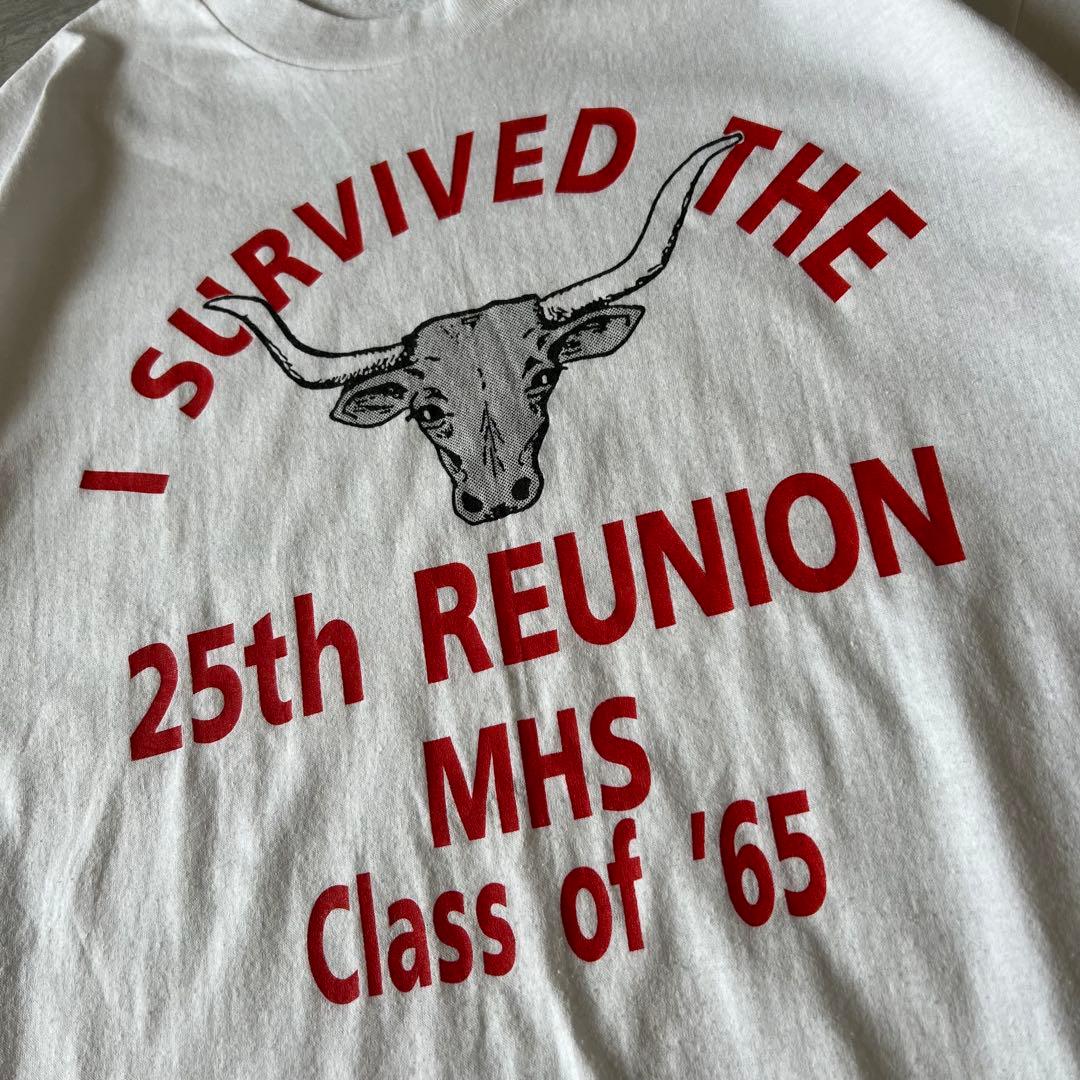 I SURVIVED THE
25th REUNION
MHS
Class of '65